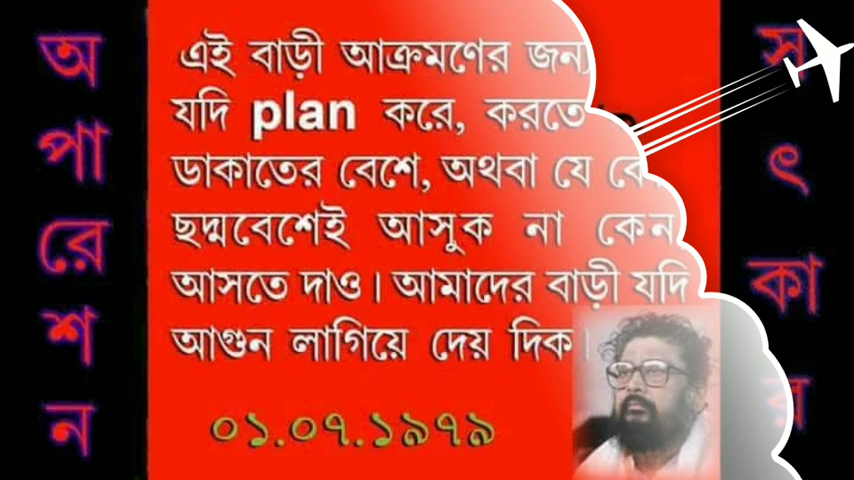 অপারেশন
এই বাড়ী আক্রমণের জন্য
যদি plan করে, করতে
ডাকাতের বেশে, অথবা যে
ছদ্মবেশেই আসুক না কেন
আসতে দাও। আমাদের বাড়ী যদি
আগুন লাগিয়ে দেয় দিক।
০১.০৭.১৯৭৯
সৎকার